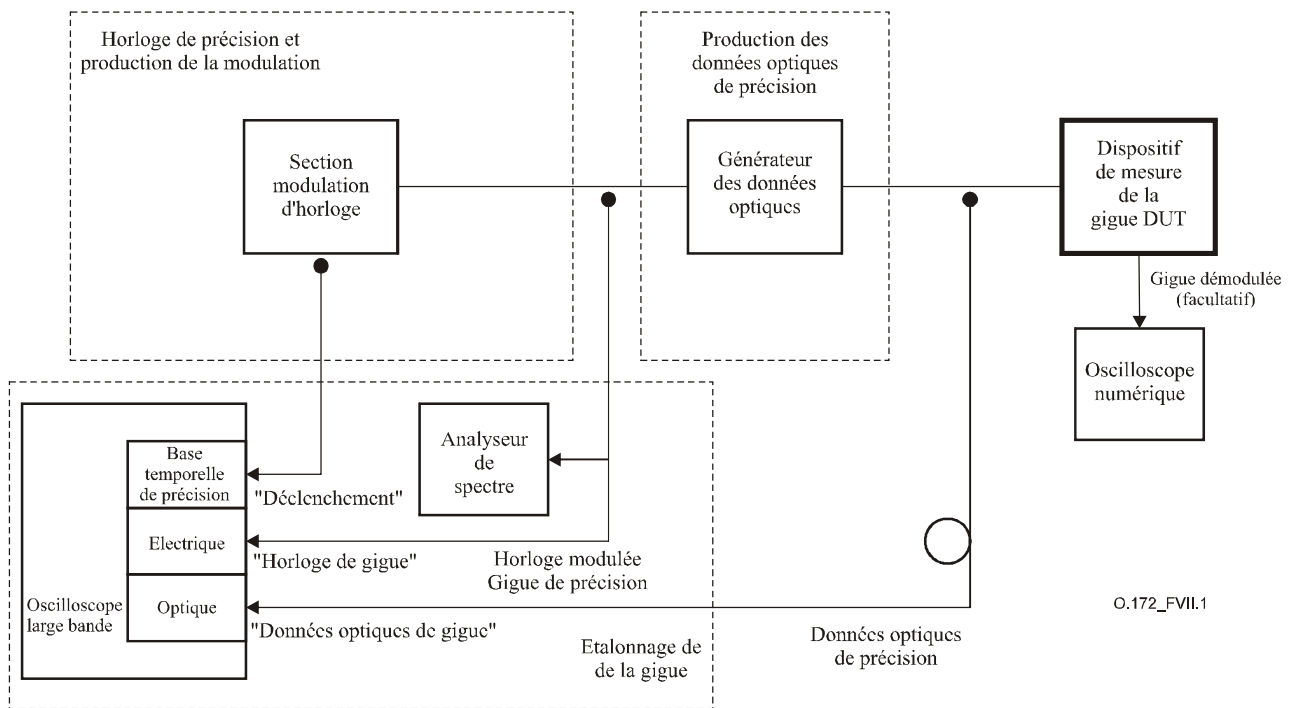 Horloge de précision et
production de la modulation
Production des
données optiques
de précision
Section
modulation
d'horloge
Générateur
des données
optiques
Dispositif
de mesure
de la
gigue DUT
Gigue démodulée
(facultatif)
Oscilloscope
numérique
Analyseur
de
spectre
Base
temporelle
de précision
"Déclenchement"
Electrique
"Horloge de gigue"
Horloge modulée
Gigue de précision
Oscilloscope
large bande
Optique
"Données optiques de gigue"
Etalonnage de
de la gigue
Données optiques
de précision
O.172_FVII.1